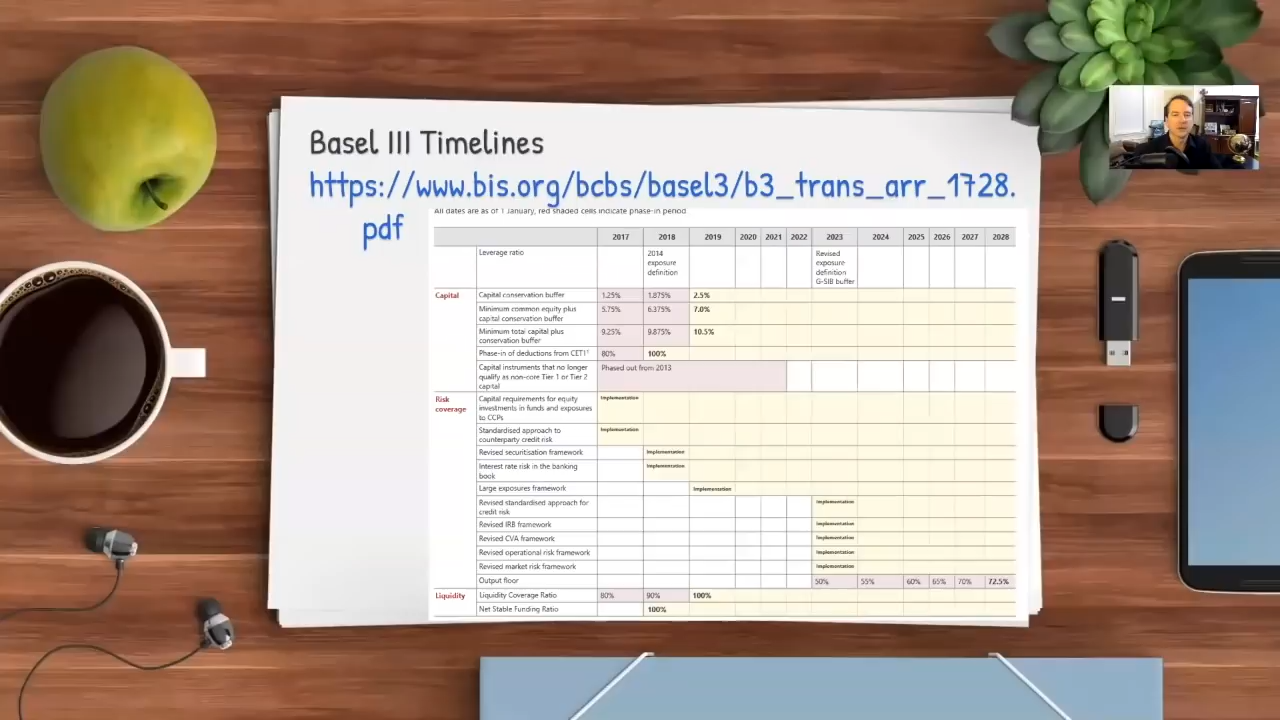 Basel III Timelines
https://www.bis.org/bcbs/basel3/b3_trans_arr_1728.
pdf
All dates are as of 1 January, red shaded cells indicate phase-in period
2017 2018 2019 2020 2021 2022 2023 2024 2025 2026 2027 2028
Leverage ratio 2014 Revised
exposure exposure
definition definition
G-SIB buffer
Capital Capital conservation buffer 1.25% 1.875% 2.5%
Minimum common equity plus 5.75% 6.375% 7.0%
capital conservation buffer
Minimum total capital plus 9.25% 9.875% 10.5%
conservation buffer
Phase-in of deductions from CET1¹ 80% 100%
Capital instruments that no longer Phased out from 2013
qualify as non-core Tier 1 or Tier 2
capital
Risk Capital requirements for equity Implementation
coverage investments in funds and exposures
to CCPs
Standardised approach to Implementation
counterparty credit risk
Revised securitisation framework Implementation
Interest rate risk in the banking Implementation
book
Large exposures framework Implementation
Revised standardised approach for Implementation
credit risk
Revised IRB framework Implementation
Revised CVA framework Implementation
Revised operational risk framework Implementation
Revised market risk framework Implementation
Output floor 50% 55% 60% 65% 70% 72.5%
Liquidity Liquidity Coverage Ratio 80% 90% 100%
Net Stable Funding Ratio 100%